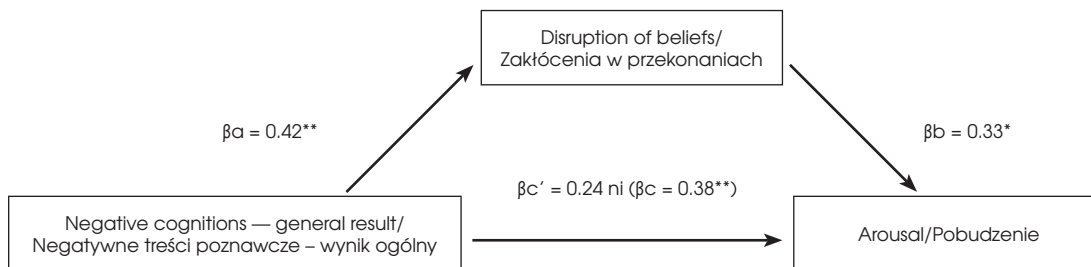 Disruption of beliefs/
Zakłócenia w przekonaniach
βa = 0.42**
βb = 0.33*
βc´ = 0.24 ni (βc = 0.38**)
Negative cognitions — general result/
Negatywne treści poznawcze – wynik ogólny
Arousal/Pobudzenie